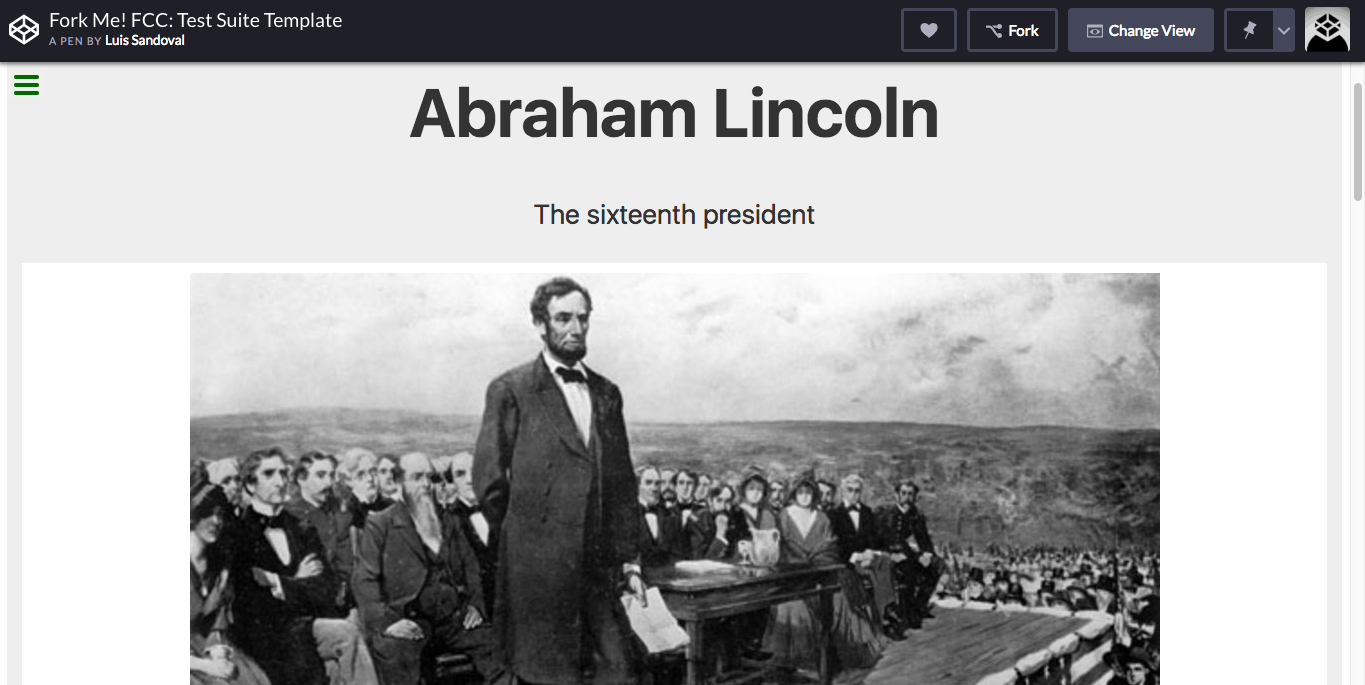 Fork Me! FCC: Test Suite Template
A PEN BY Luis Sandoval
Fork
Change View
Abraham Lincoln
The sixteenth president